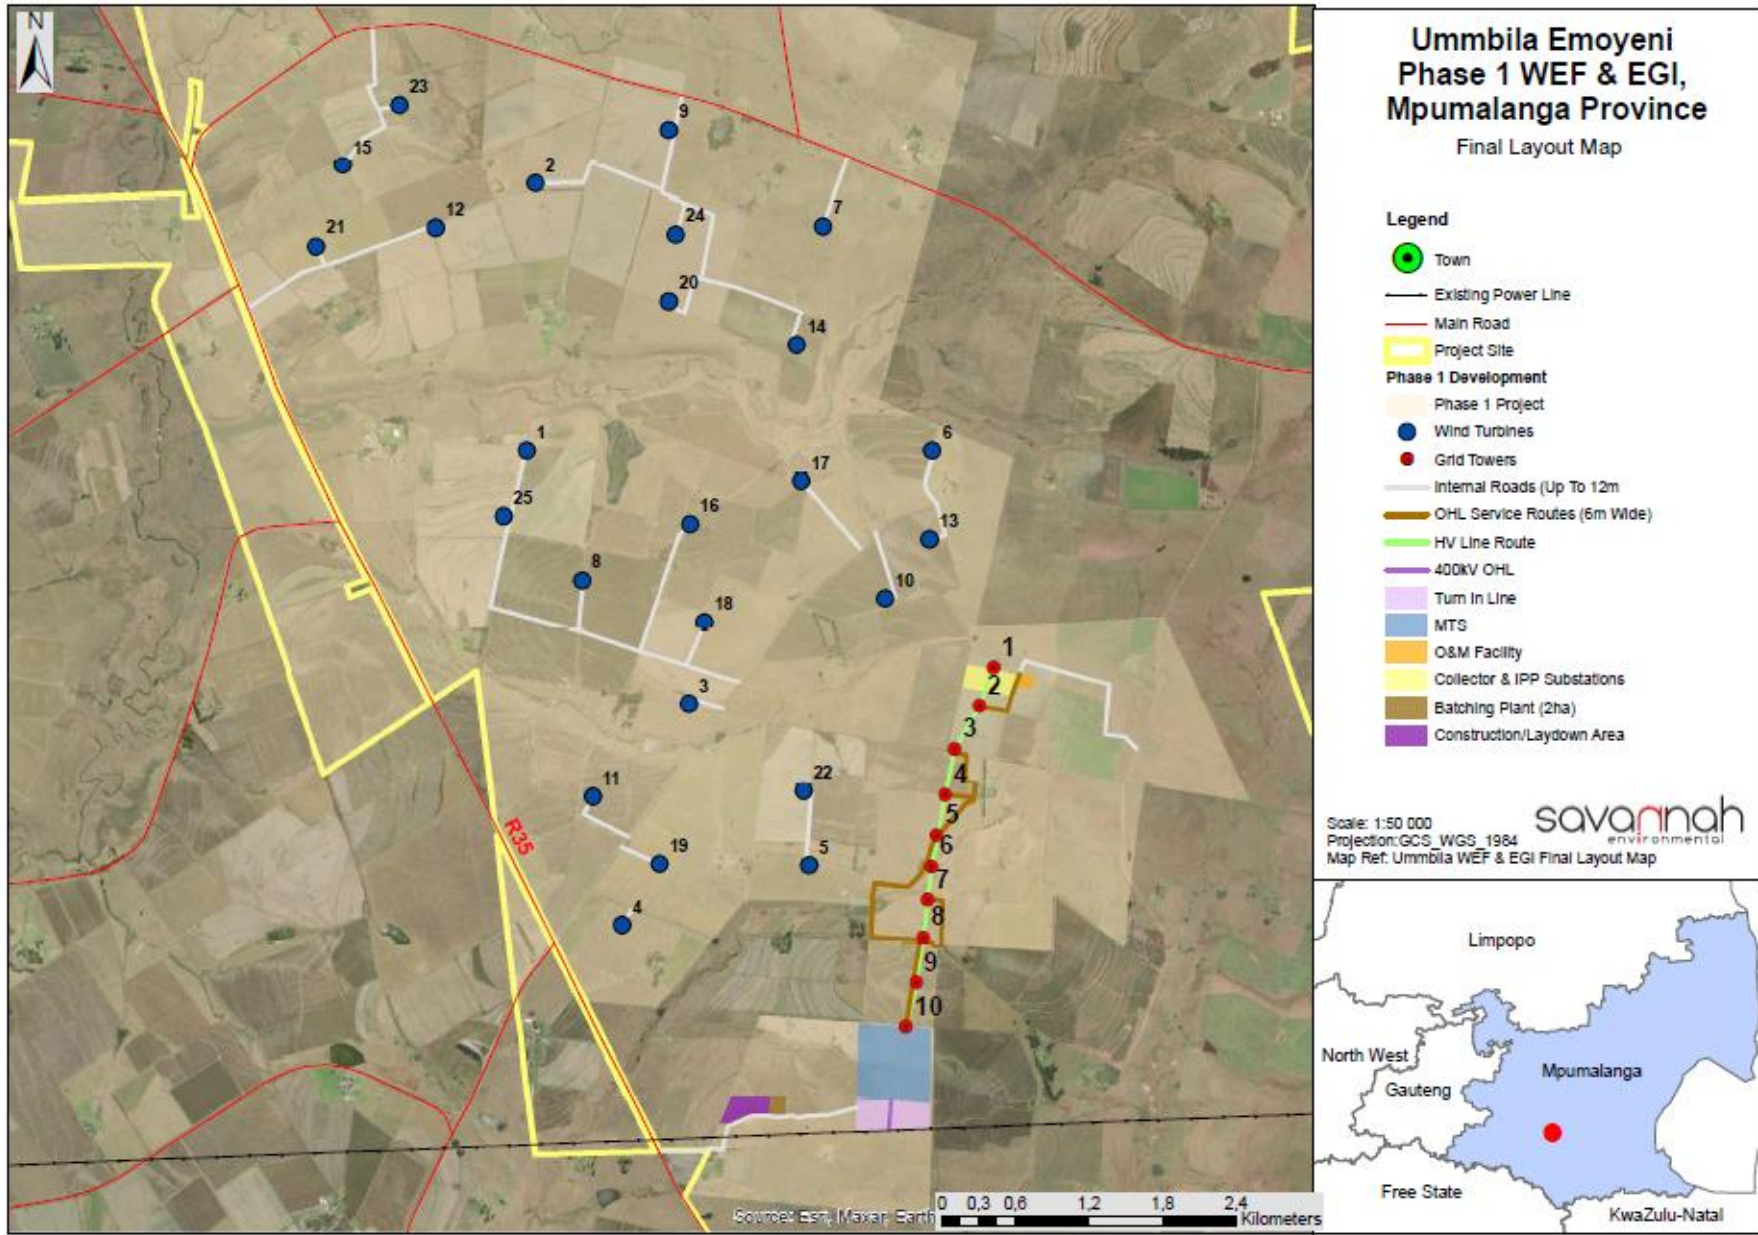 N
23
9
15
2
12
24
7
21
20
14
1
6
17
25
16
13
8
10
18
1
2
3
3
4
22
11
5
R35
6
19
5
7
4
8
9
10
Source: Esri, Maxar, Earth
0 0,3 0,6 1,2 1,8 2,4
Kilometers
Ummbila Emoyeni
Phase 1 WEF & EGI,
Mpumalanga Province
Final Layout Map
Legend
Town
Existing Power Line
Main Road
Project Site
Phase 1 Development
Phase 1 Project
Wind Turbines
Grid Towers
Internal Roads (Up To 12m
OHL Service Routes (6m Wide)
HV Line Route
400kV OHL
Turn In Line
MTS
O&M Facility
Collector & IPP Substations
Batching Plant (2ha)
Construction/Laydown Area
savannah
environmental
Scale: 1:50 000
Projection:GCS_WGS_1984
Map Ref: Ummbila WEF & EGI Final Layout Map
Limpopo
North West
Gauteng
Mpumalanga
Free State
KwaZulu-Natal